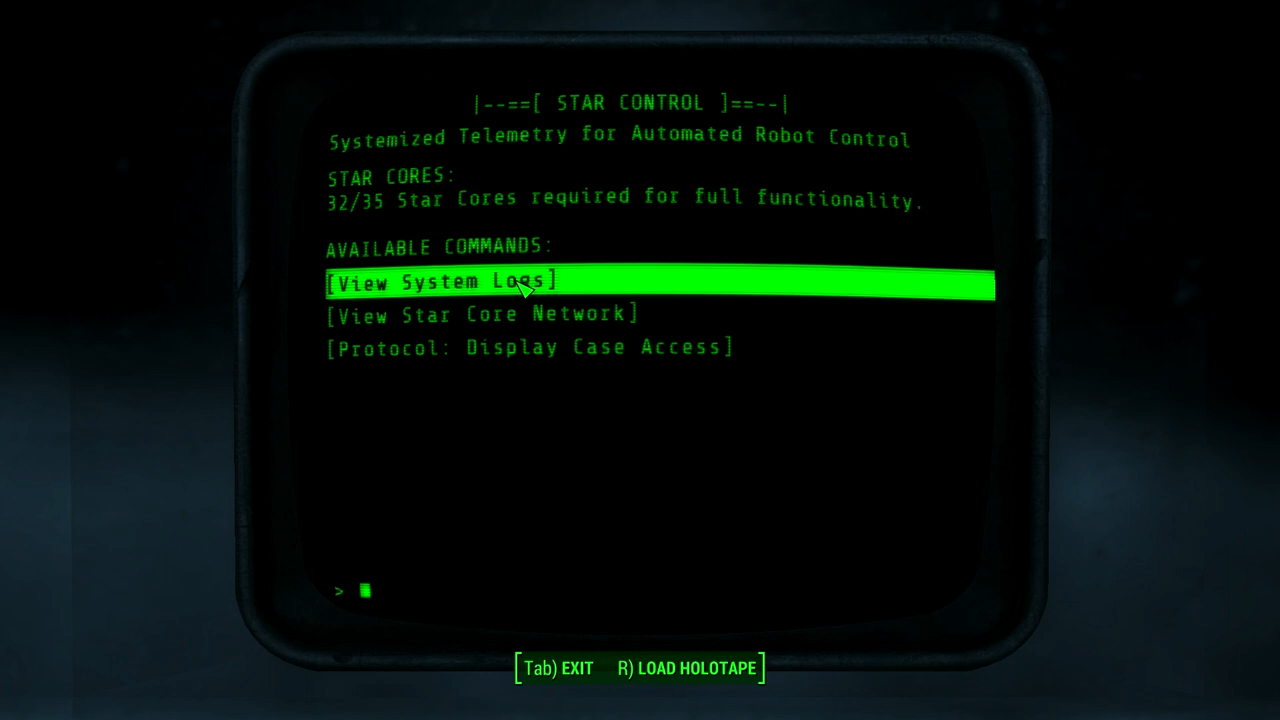 |--==[ STAR CONTROL ]==--|
Systemized Telemetry for Automated Robot Control
STAR CORES:
32/35 Star Cores required for full functionality.
AVAILABLE COMMANDS:
[View System Logs]
[View Star Core Network]
[Protocol: Display Case Access]
>
[Tab) EXIT R) LOAD HOLOTAPE]